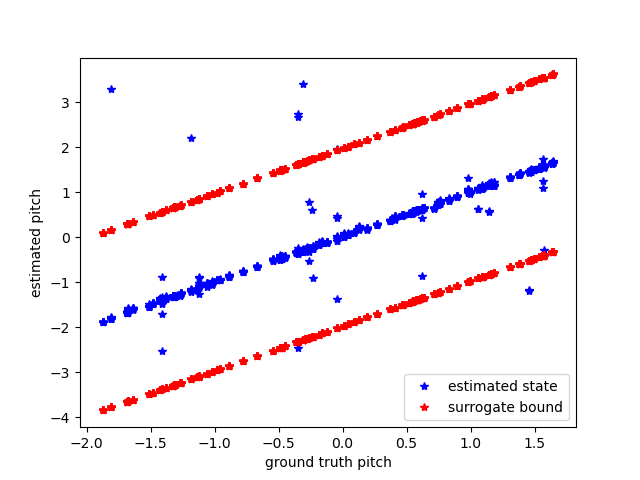 3
2
1
0
−1
−2
−3
−4
−2.0 −1.5 −1.0 −0.5 0.0 0.5 1.0 1.5
estimated pitch
ground truth pitch
estimated state
surrogate bound